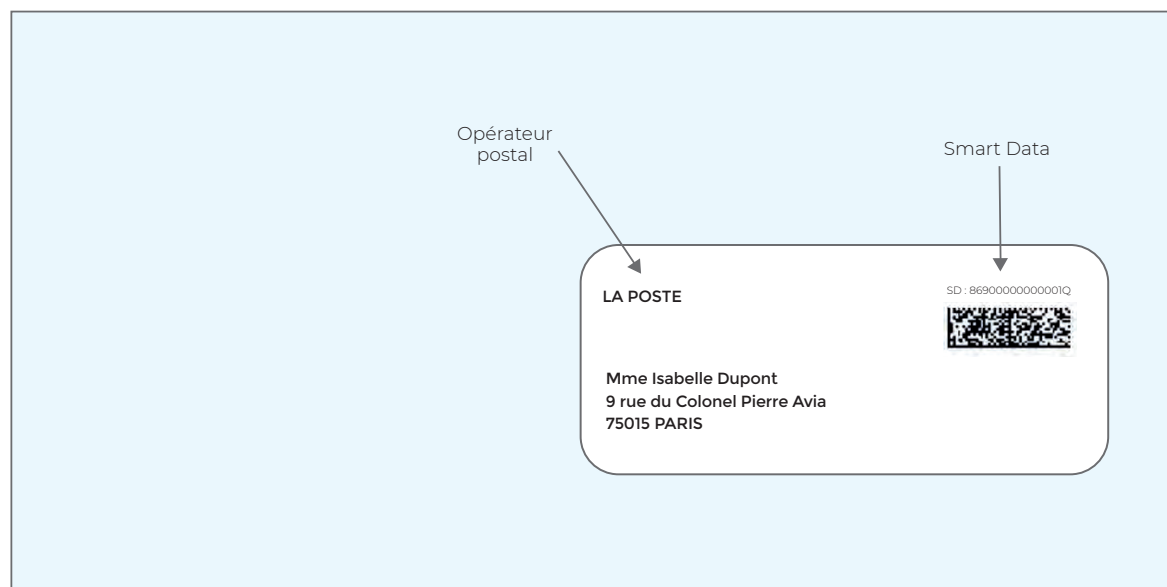 Opérateur
postal
Smart Data
LA POSTE
SD : 86900000000001Q
Mme Isabelle Dupont
9 rue du Colonel Pierre Avia
75015 PARIS